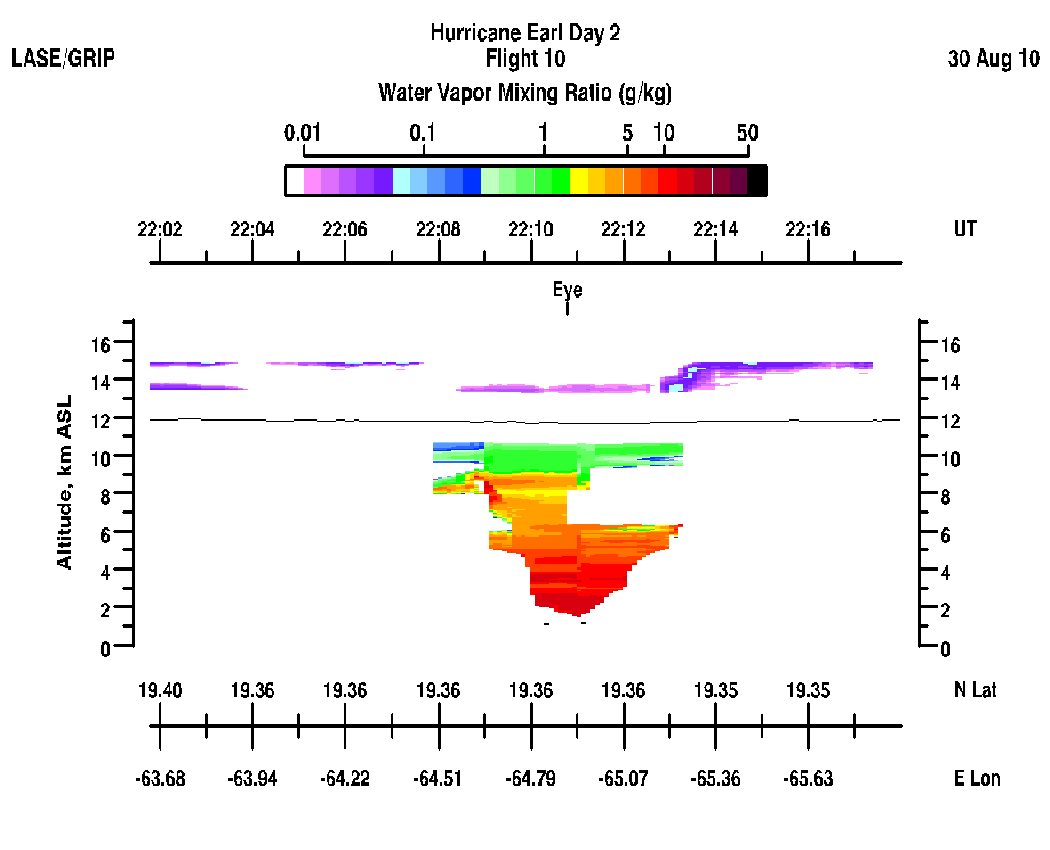 Hurricane Earl Day 2
LASE/GRIP Flight 10 30 Aug 10
Water Vapor Mixing Ratio (g/kg)
0.01 0.1 1 5 10 50
22:02 22:04 22:06 22:08 22:10 22:12 22:14 22:16 UT
Eye
16 16
14 14
12 12
10 10
8 8
6 6
4 4
2 2
0 0
Altitude, km ASL
19.40 19.36 19.36 19.36 19.36 19.36 19.35 19.35 N Lat
-63.68 -63.94 -64.22 -64.51 -64.79 -65.07 -65.36 -65.63 E Lon